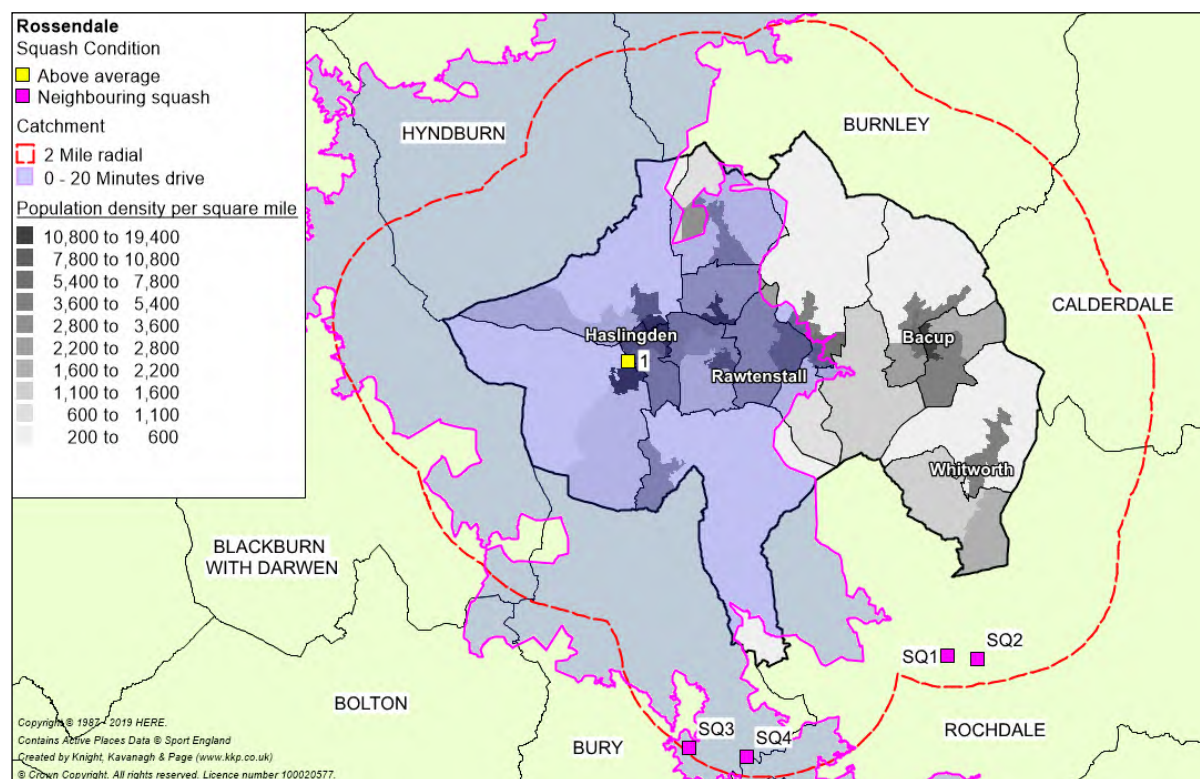 Rossendale
Squash Condition
Above average
Neighbouring squash
Catchment
2 Mile radial
0 - 20 Minutes drive
Population density per square mile
10,800 to 19,400
7,800 to 10,800
5,400 to 7,800
3,600 to 5,400
2,800 to 3,600
2,200 to 2,800
1,600 to 2,200
1,100 to 1,600
600 to 1,100
200 to 600
HYNDBURN
BURNLEY
CALDERDALE
Haslingden
1
Rawtenstall
Bacup
Whitworth
BLACKBURN
WITH DARWEN
BOLTON
BURY
ROCHDALE
SQ1
SQ2
SQ3
SQ4
Copyright © 1987 - 2019 HERE.
Contains Active Places Data © Sport England
Created by Knight, Kavanagh & Page (www.kkp.co.uk)
© Crown Copyright. All rights reserved. Licence number 100020577.